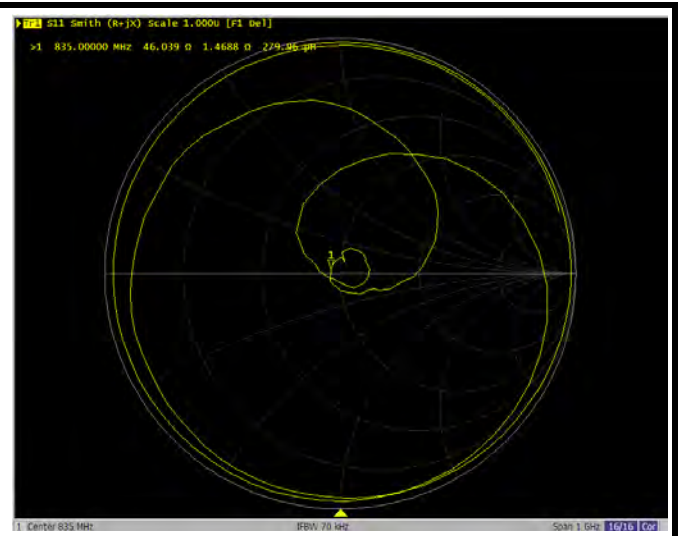 Tr1 S11 Smith (R+jX) Scale 1.000U [F1 Del]
>1 835.00000 MHz 46.039 Ω 1.4688 Ω 279.96 pH
1
1 Center 835 MHz IFBW 70 kHz Span 1 GHz 16/16 Cor